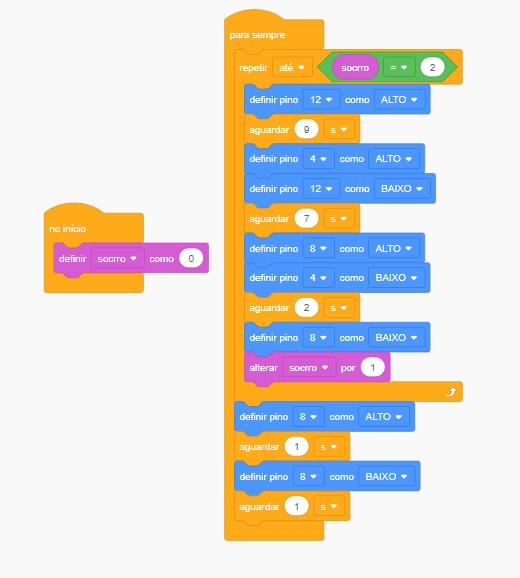 no início
definir socrro como 0
para sempre
repetir até socrro = 2
definir pino 12 como ALTO
aguardar 9 s
definir pino 4 como ALTO
definir pino 12 como BAIXO
aguardar 7 s
definir pino 8 como ALTO
definir pino 4 como BAIXO
aguardar 2 s
definir pino 8 como BAIXO
alterar socrro por 1
definir pino 8 como ALTO
aguardar 1 s
definir pino 8 como BAIXO
aguardar 1 s